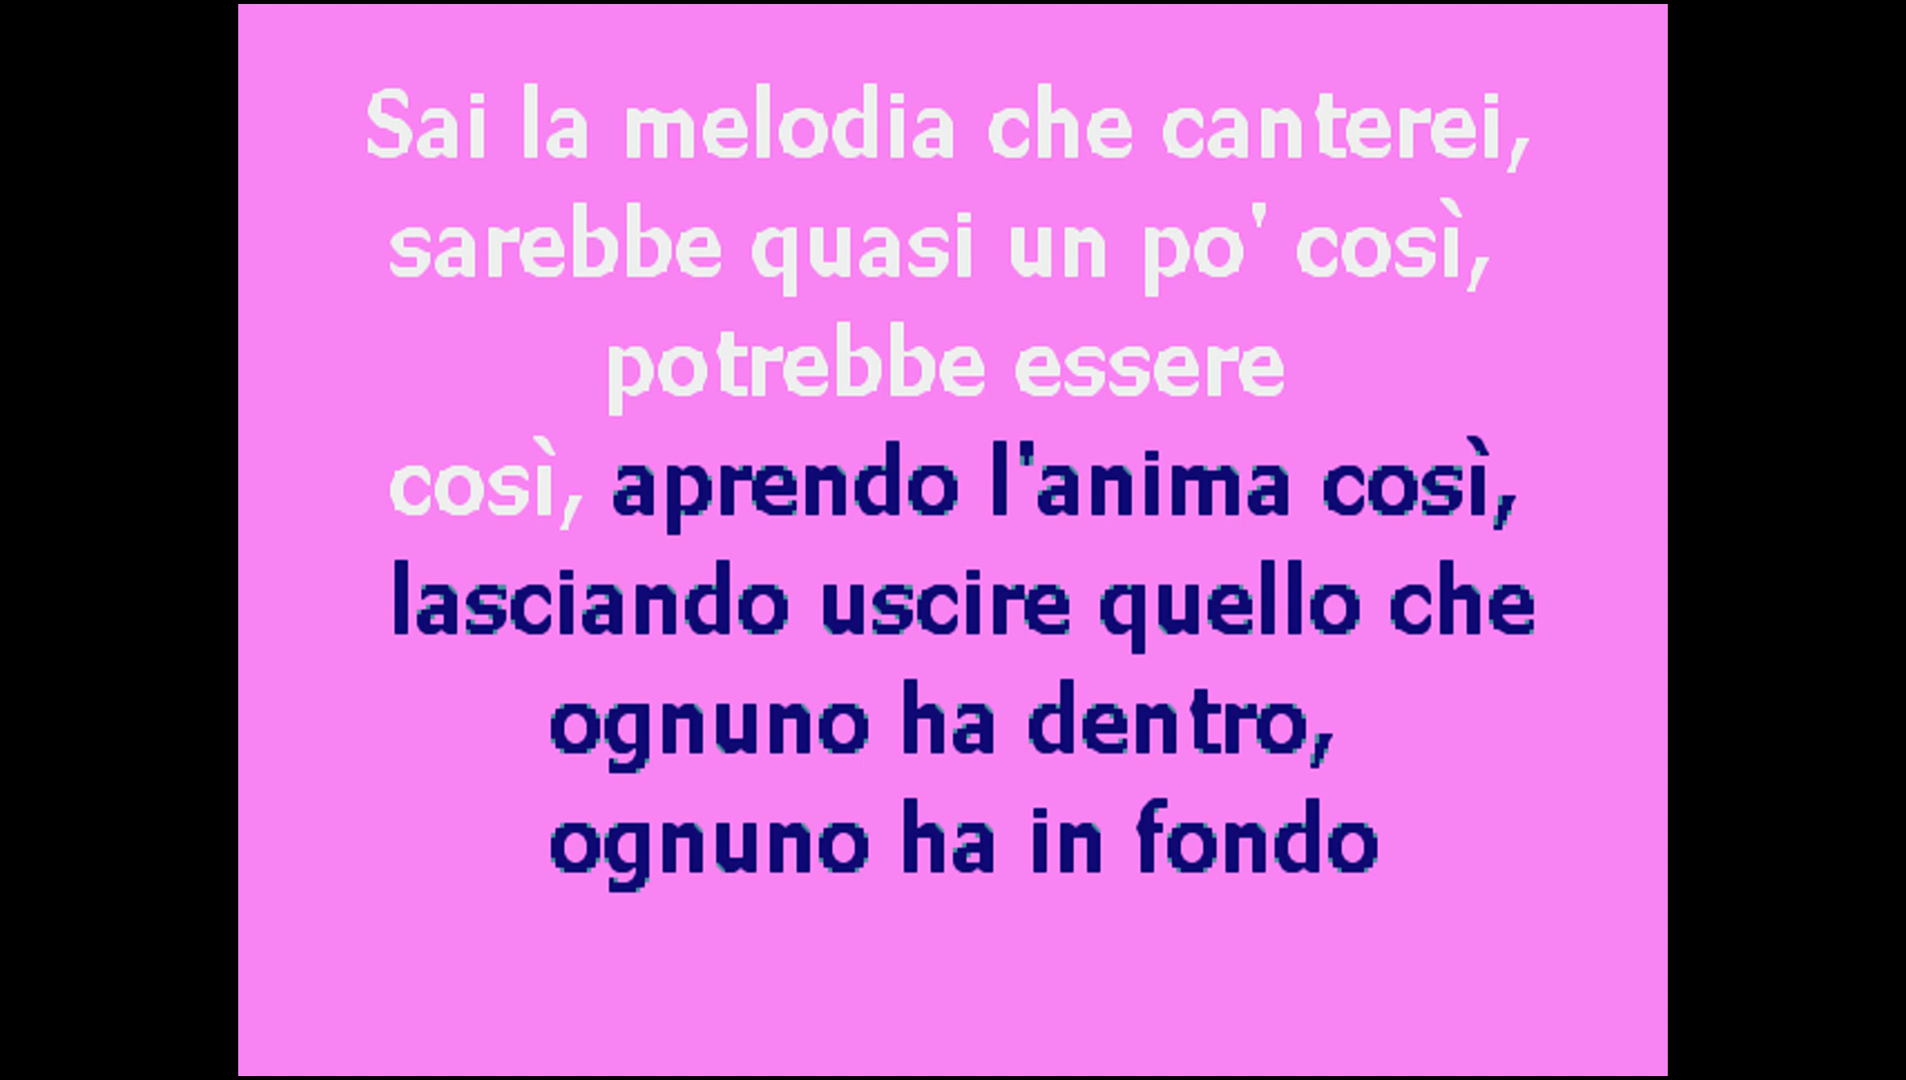 Sai la melodia che canterei,
sarebbe quasi un po' così,
potrebbe essere
così, aprendo l'anima così,
lasciando uscire quello che
ognuno ha dentro,
ognuno ha in fondo